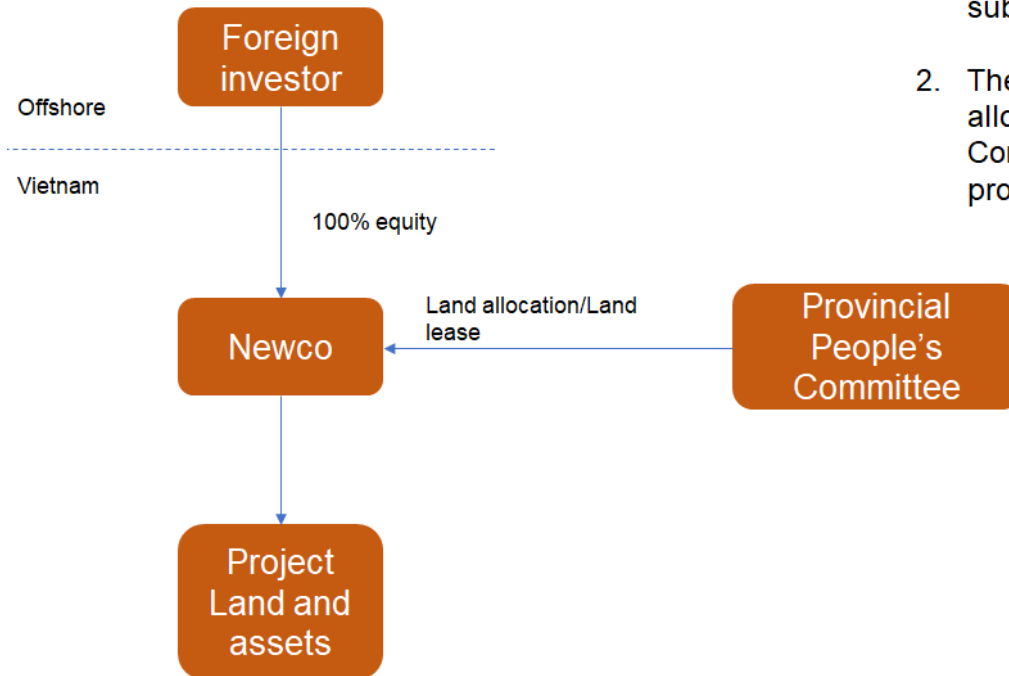 Foreign
investor
Offshore
Vietnam
100% equity
Newco
Land allocation/Land
lease
Provincial
People's
Committee
Project
Land and
assets
2.